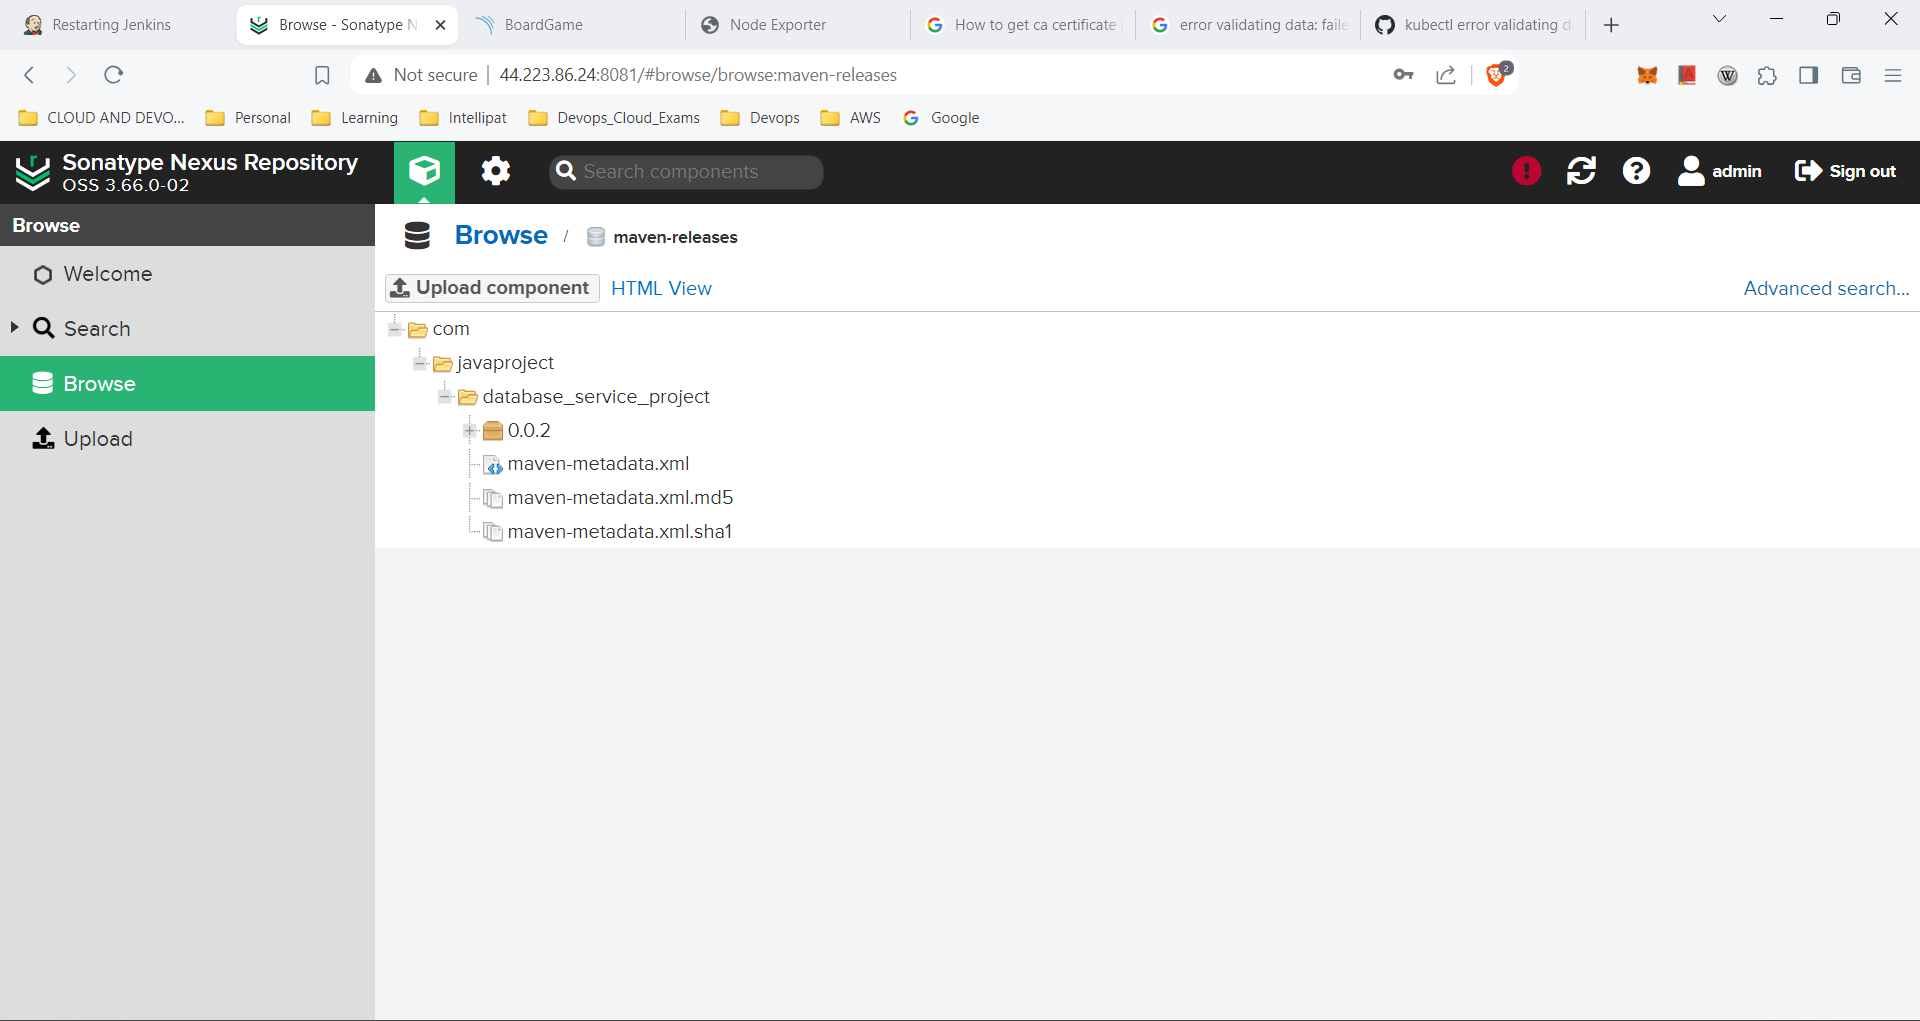 Restarting Jenkins
Browse - Sonatype N
BoardGame
Node Exporter
How to get ca certificate
error validating data: faile
kubectl error validating d
Not secure
44.223.86.24:8081/#browse/browse:maven-releases
2
CLOUD AND DEVO...
Personal
Learning
Intellipat
Devops_Cloud_Exams
Devops
AWS
Google
Sonatype Nexus Repository
OSS 3.66.0-02
Search components
admin
Sign out
Browse
Welcome
Search
Browse
Upload
Browse / maven-releases
Upload component
HTML View
Advanced search...
com
javaproject
database_service_project
0.0.2
maven-metadata.xml
maven-metadata.xml.md5
maven-metadata.xml.sha1